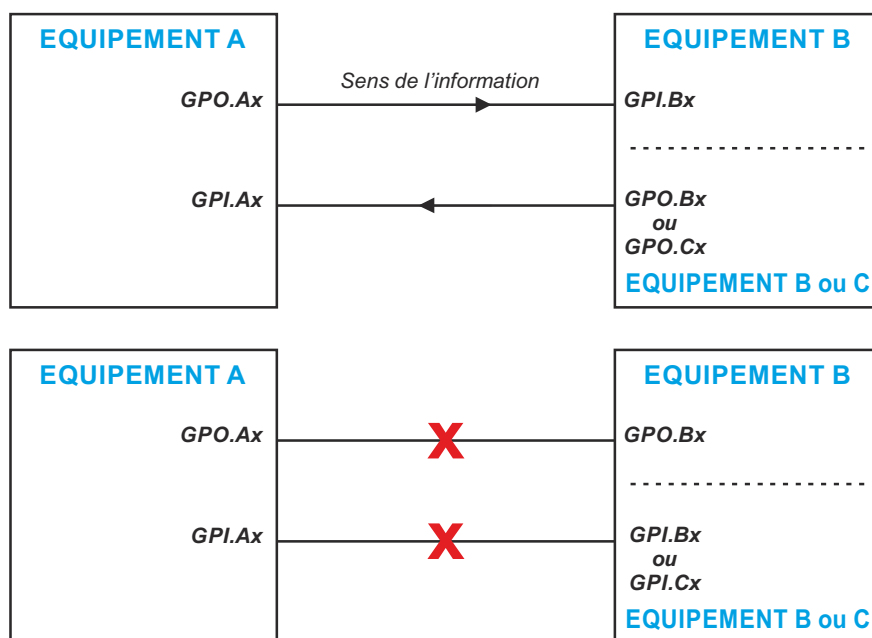 EQUIPEMENT A
EQUIPEMENT B
Sens de l'information
GPO.Ax
GPI.Bx
GPI.Ax
GPO.Bx
ou
GPO.Cx
EQUIPEMENT B ou C
EQUIPEMENT A
EQUIPEMENT B
GPO.Ax
X
GPO.Bx
GPI.Ax
X
GPI.Bx
ou
GPI.Cx
EQUIPEMENT B ou C